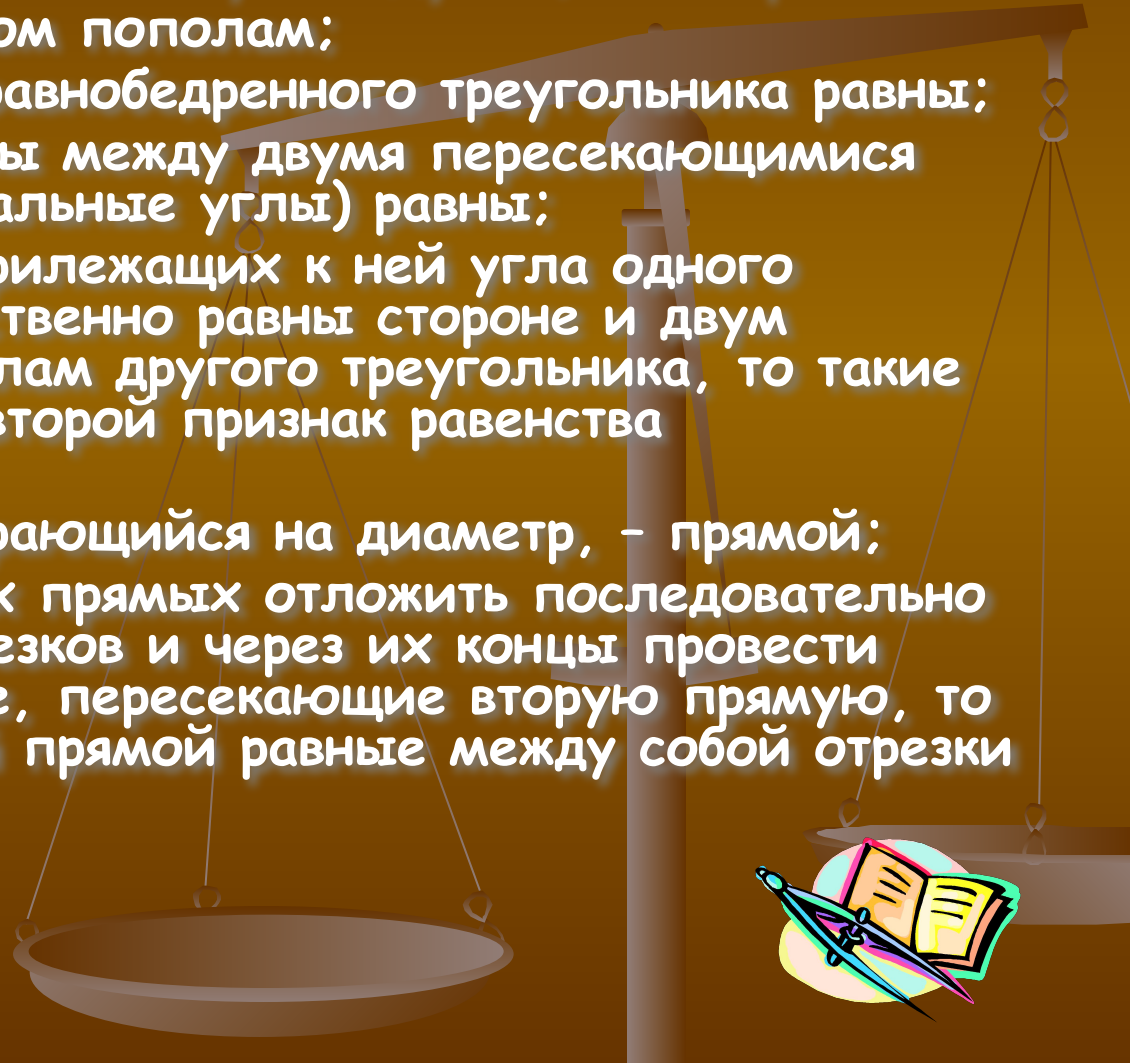 ом пополам;
равнобедренного треугольника равны;
ы между двумя пересекающимися
альные углы) равны;
рилежащих к ней угла одного
твенно равны стороне и двум
лам другого треугольника, то такие
второй признак равенства
рающийся на диаметр, – прямой;
х прямых отложить последовательно
езков и через их концы провести
е, пересекающие вторую прямую, то
прямой равные между собой отрезки